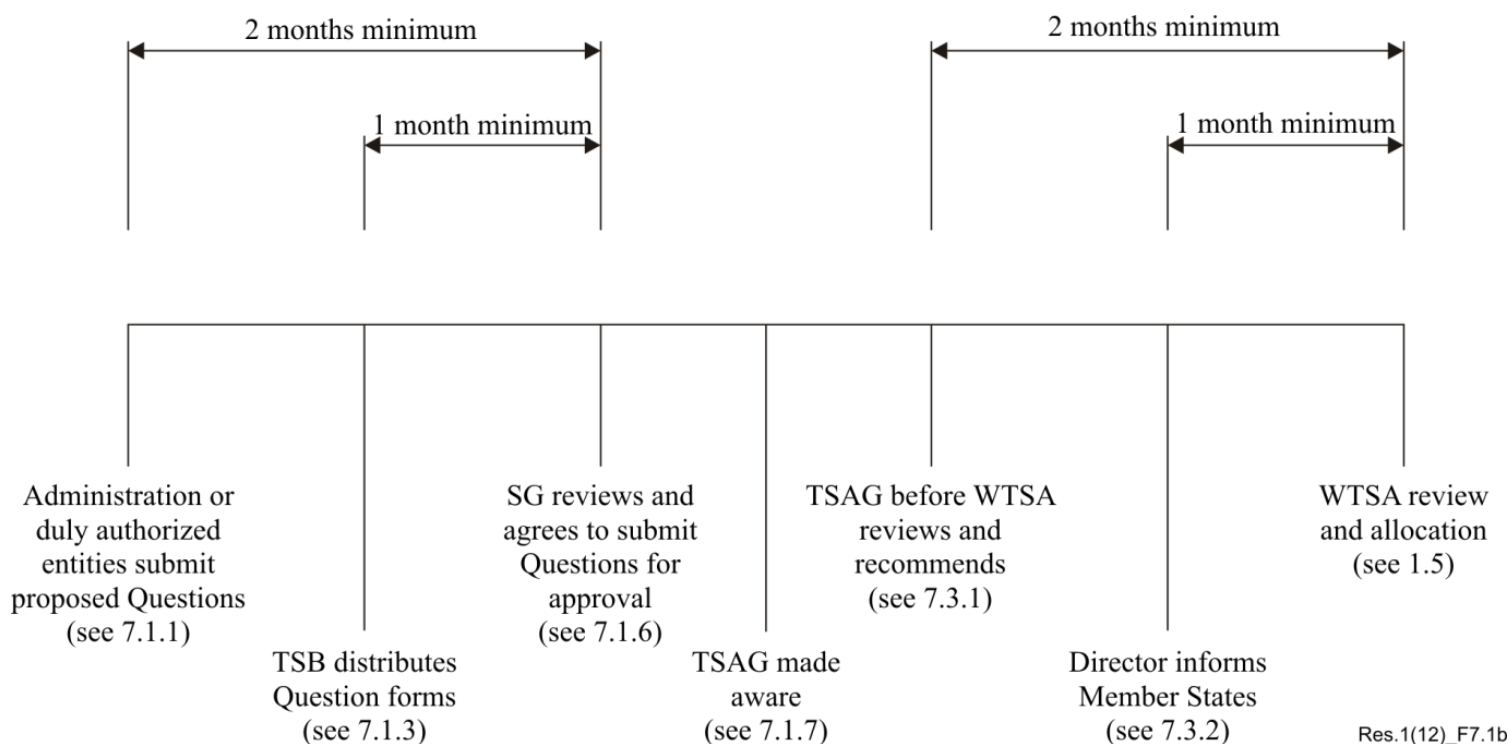 2 months minimum
2 months minimum
1 month minimum
1 month minimum
Administration or
duly authorized
entities submit
proposed Questions
(see 7.1.1)
TSB distributes
Question forms
(see 7.1.3)
SG reviews and
agrees to submit
Questions for
approval
(see 7.1.6)
TSAG made
aware
(see 7.1.7)
TSAG before WTSA
reviews and
recommends
(see 7.3.1)
Director informs
Member States
(see 7.3.2)
WTSA review
and allocation
(see 1.5)
Res.1(12)_F7.1b